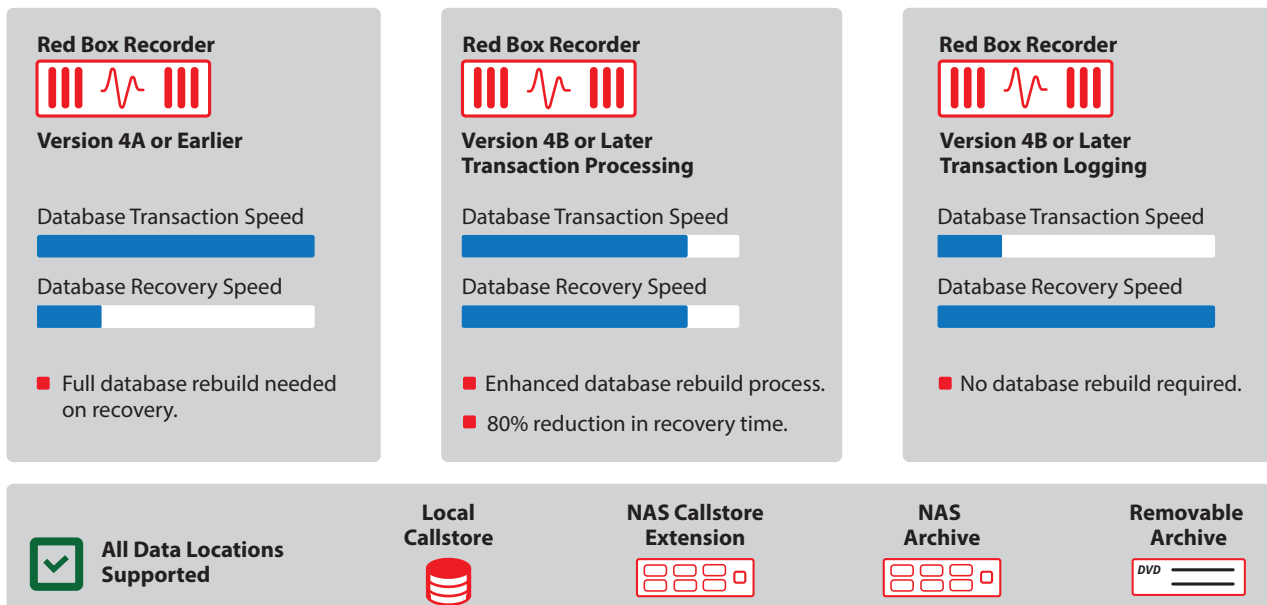 Red Box Recorder
Version 4A or Earlier
Database Transaction Speed
Database Recovery Speed
Full database rebuild needed
on recovery.
Red Box Recorder
Version 4B or Later
Transaction Processing
Database Transaction Speed
Database Recovery Speed
Enhanced database rebuild process.
80% reduction in recovery time.
Red Box Recorder
Version 4B or Later
Transaction Logging
Database Transaction Speed
Database Recovery Speed
No database rebuild required.
All Data Locations
Supported
Local
Callstore
NAS Callstore
Extension
NAS
Archive
Removable
Archive
DVD